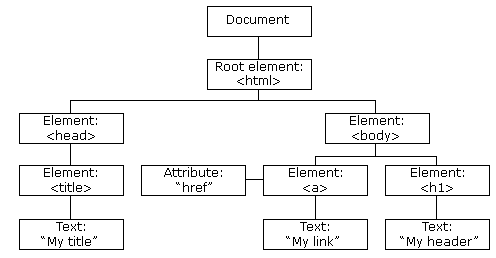 Document
Root element:
<html>
Element:
<head>
Element:
<body>
Element:
<title>
Attribute:
“href”
Element:
<a>
Element:
<h1>
Text:
“My title”
Text:
“My link”
Text:
“My header”